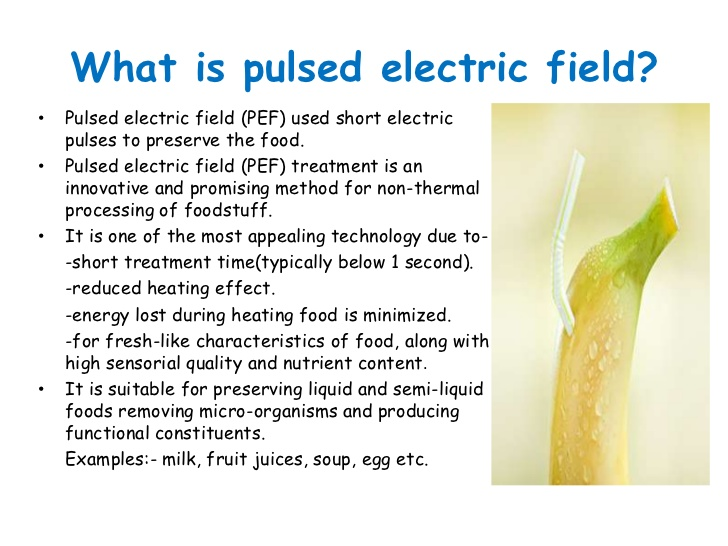 What is pulsed electric field?
• Pulsed electric field (PEF) used short electric
pulses to preserve the food.
• Pulsed electric field (PEF) treatment is an
innovative and promising method for non-thermal
processing of foodstuff.
• It is one of the most appealing technology due to-
-short treatment time(typically below 1 second).
-reduced heating effect.
-energy lost during heating food is minimized.
-for fresh-like characteristics of food, along with
high sensorial quality and nutrient content.
• It is suitable for preserving liquid and semi-liquid
foods removing micro-organisms and producing
functional constituents.
Examples:- milk, fruit juices, soup, egg etc.